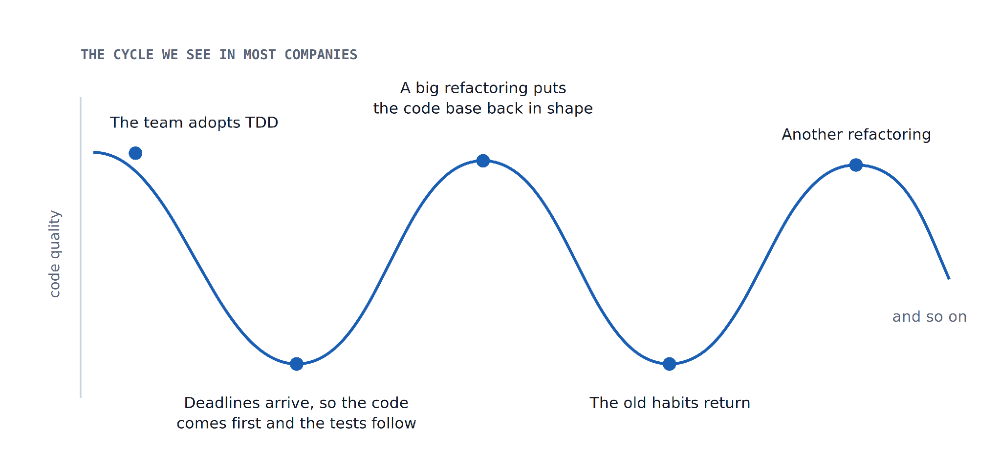 THE CYCLE WE SEE IN MOST COMPANIES
A big refactoring puts
the code base back in shape
The team adopts TDD
Another refactoring
code quality
and so on
Deadlines arrive, so the code
comes first and the tests follow
The old habits return